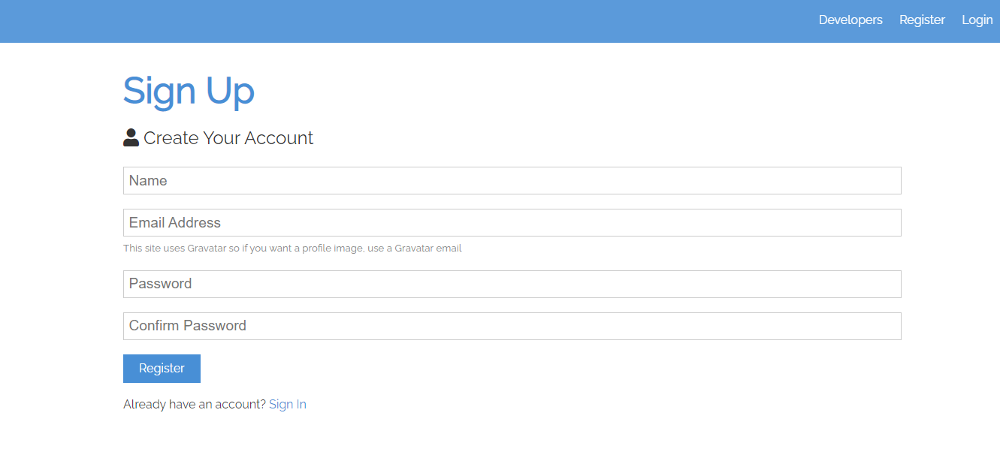 Developers Register Login
Sign Up
Create Your Account
Name
Email Address
This site uses Gravatar so if you want a profile image, use a Gravatar email
Password
Confirm Password
Register
Already have an account? Sign In